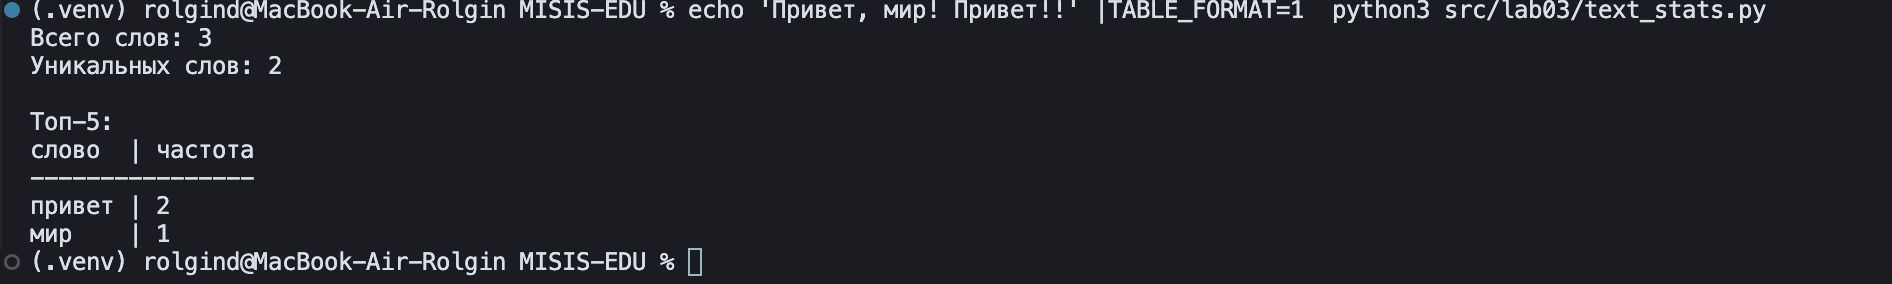 (.venv) rolgind@MacBook-Air-Rolgin MISIS-EDU % echo 'Привет, мир! Привет!!' |TABLE_FORMAT=1  python3 src/lab03/text_stats.py
Всего слов: 3
Уникальных слов: 2

Топ-5:
слово  | частота
----------------
привет | 2
мир    | 1
(.venv) rolgind@MacBook-Air-Rolgin MISIS-EDU %